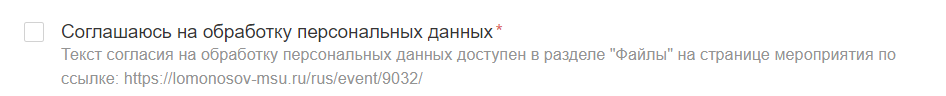 Соглашаюсь на обработку персональных данных*
Текст согласия на обработку персональных данных доступен в разделе "Файлы" на странице мероприятия по
ссылке: https://lomonosov-msu.ru/rus/event/9032/